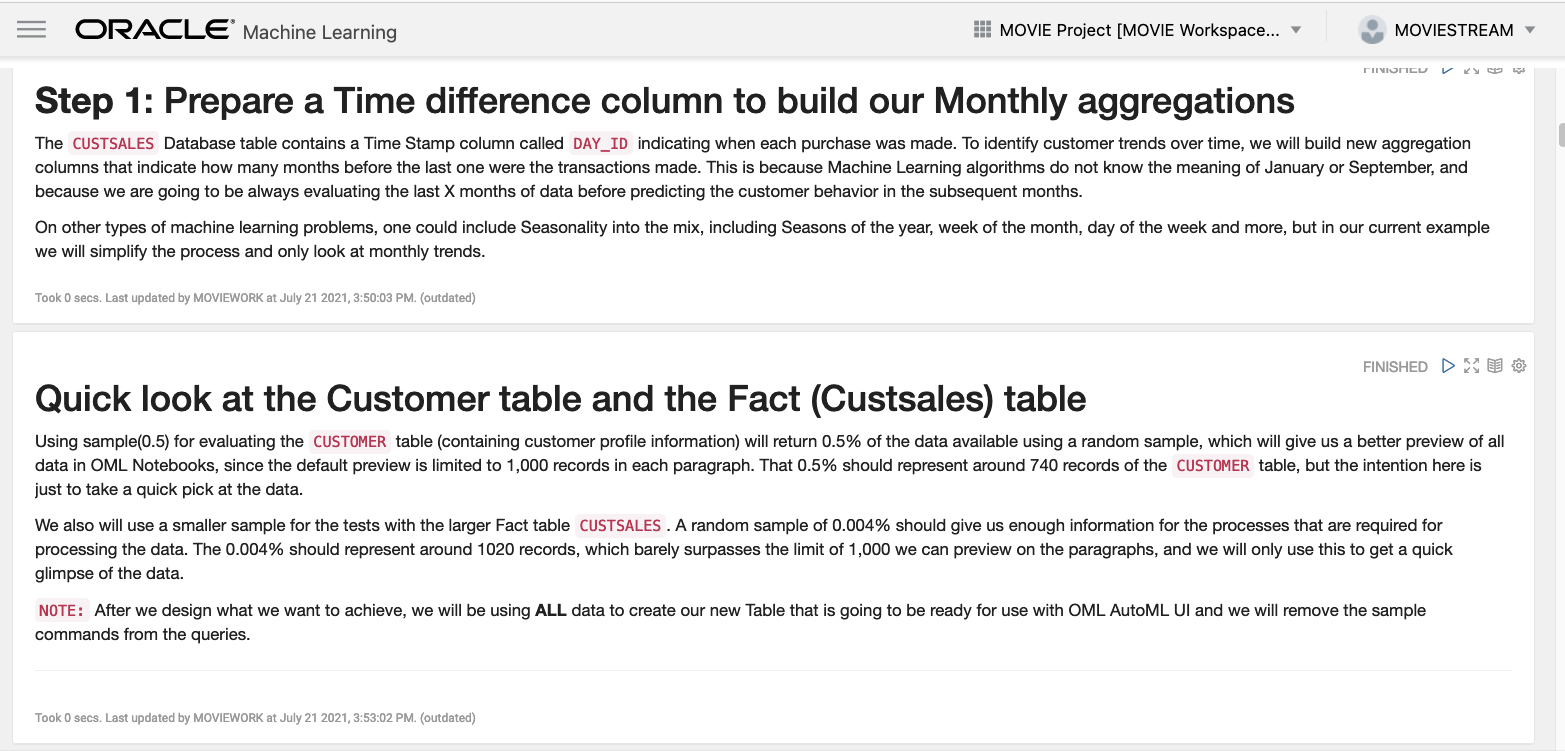 ORACLE® Machine Learning
MOVIE Project [MOVIE Workspace...
MOVIESTREAM
FINISHED
Step 1: Prepare a Time difference column to build our Monthly aggregations
The CUSTSALES Database table contains a Time Stamp column called DAY_ID indicating when each purchase was made. To identify customer trends over time, we will build new aggregation
columns that indicate how many months before the last one were the transactions made. This is because Machine Learning algorithms do not know the meaning of January or September, and
because we are going to be always evaluating the last X months of data before predicting the customer behavior in the subsequent months.
On other types of machine learning problems, one could include Seasonality into the mix, including Seasons of the year, week of the month, day of the week and more, but in our current example
we will simplify the process and only look at monthly trends.
Took 0 secs. Last updated by MOVIEWORK at July 21 2021, 3:50:03 PM. (outdated)
FINISHED
Quick look at the Customer table and the Fact (Custsales) table
Using sample(0.5) for evaluating the CUSTOMER table (containing customer profile information) will return 0.5% of the data available using a random sample, which will give us a better preview of all
data in OML Notebooks, since the default preview is limited to 1,000 records in each paragraph. That 0.5% should represent around 740 records of the CUSTOMER table, but the intention here is
just to take a quick pick at the data.
We also will use a smaller sample for the tests with the larger Fact table CUSTSALES. A random sample of 0.004% should give us enough information for the processes that are required for
processing the data. The 0.004% should represent around 1020 records, which barely surpasses the limit of 1,000 we can preview on the paragraphs, and we will only use this to get a quick
glimpse of the data.
NOTE: After we design what we want to achieve, we will be using ALL data to create our new Table that is going to be ready for use with OML AutoML UI and we will remove the sample
commands from the queries.
Took 0 secs. Last updated by MOVIEWORK at July 21 2021, 3:53:02 PM. (outdated)